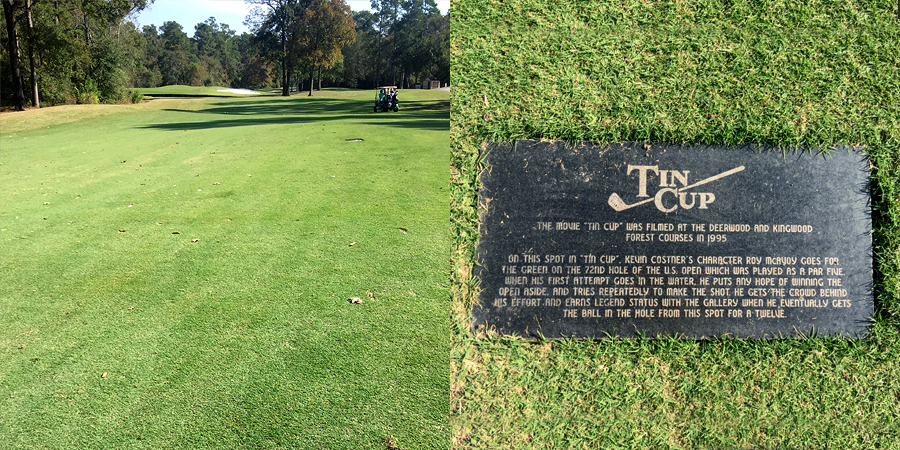 TIN CUP
THE MOVIE "TIN CUP" WAS FILMED AT THE DEERWOOD AND KINGWOOD
FOREST COURSES IN 1995
ON THIS SPOT IN "TIN CUP", KEVIN COSTNER'S CHARACTER ROY MCAVOY GOES FOR
THE GREEN ON THE 72ND HOLE OF THE U.S. OPEN WHICH WAS PLAYED AS A PAR FIVE.
WHEN HIS FIRST ATTEMPT GOES IN THE WATER, HE PUTS ANY HOPE OF WINNING THE
OPEN ASIDE, AND TRIES REPEATEDLY TO MAKE THE SHOT. HE GETS THE CROWD BEHIND
HIS EFFORT AND EARNS LEGEND STATUS WITH THE GALLERY WHEN HE EVENTUALLY GETS
THE BALL IN THE HOLE FROM THIS SPOT FOR A TWELVE.